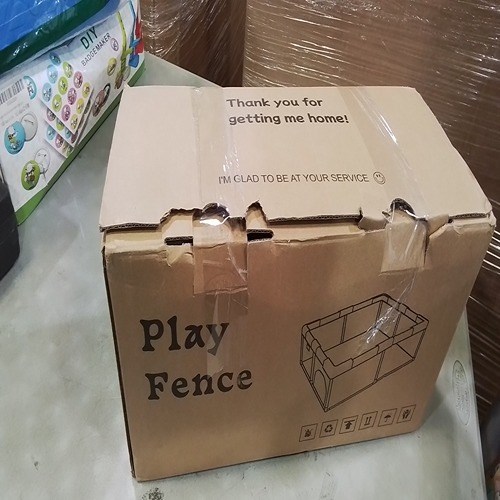 DIY
BADGE MAKER
Thank you for
getting me home!
I'M GLAD TO BE AT YOUR SERVICE
Play
Fence